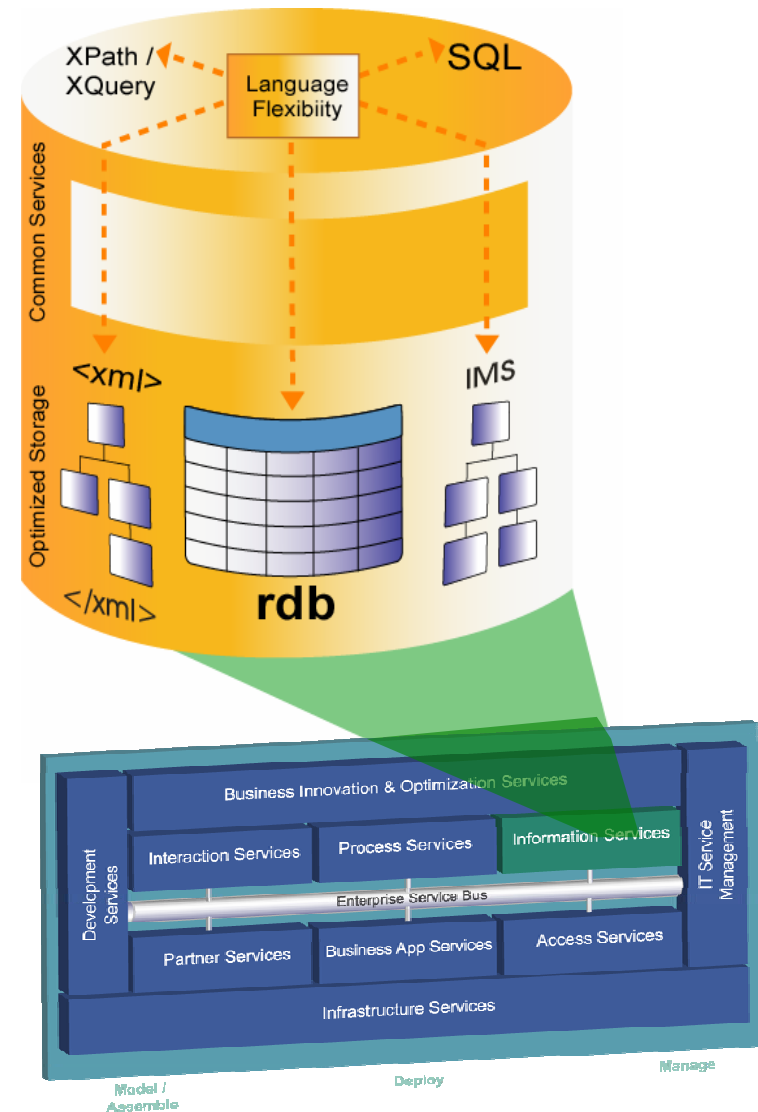 XPath /
XQuery
SQL
Language
Flexibiity
Common Services
<xml>
IMS
Optimized Storage
</xml>
rdb
Business Innovation & Optimization Services
Development
Services
Interaction Services
Process Services
Information Services
IT Service
Management
Enterprise Service Bus
Partner Services
Business App Services
Access Services
Infrastructure Services
Model /
Assemble
Deploy
Manage